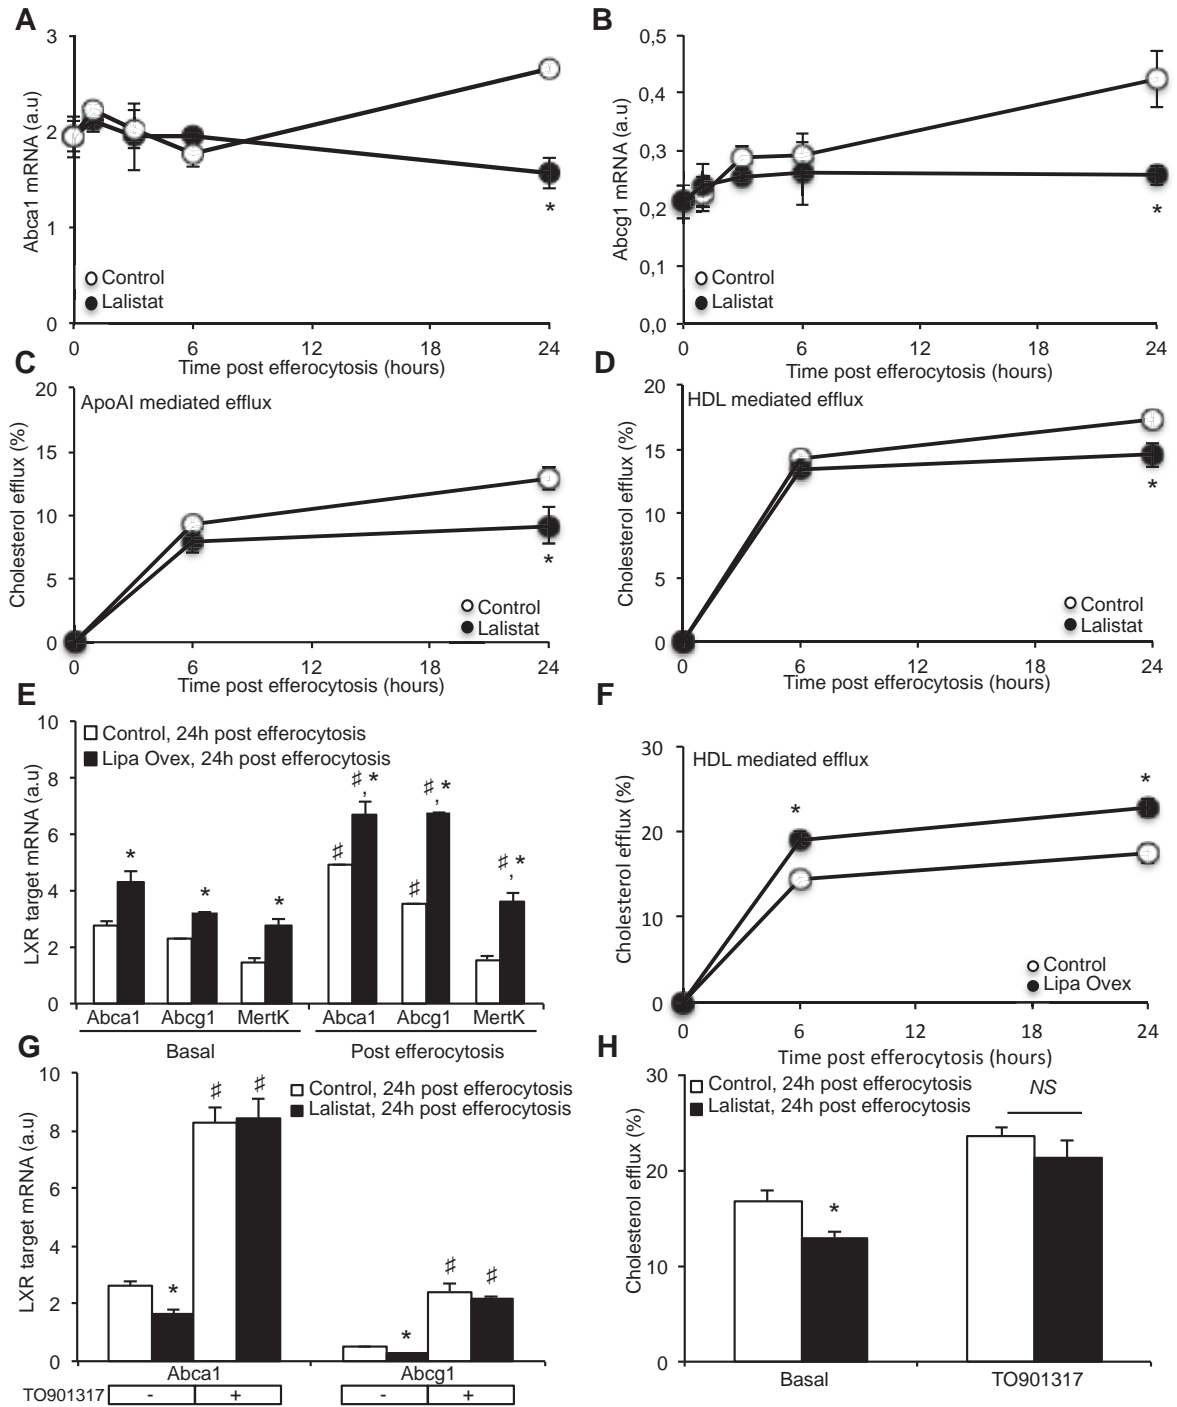 A
3
2
1
0
Abca1 mRNA (a.u)
*
Control
Lalistat
0 6 12 18 24
Time post efferocytosis (hours)
B
0,5
0,4
0,3
0,2
0,1
0,0
Abcg1 mRNA (a.u)
*
Control
Lalistat
0 6 12 18 24
Time post efferocytosis (hours)
C
20
15
10
5
0
Cholesterol efflux (%)
ApoAI mediated efflux
*
Control
Lalistat
0 6 12 18 24
Time post efferocytosis (hours)
D
20
15
10
5
0
Cholesterol efflux (%)
HDL mediated efflux
*
Control
Lalistat
0 6 12 18 24
Time post efferocytosis (hours)
E
10
8
6
4
2
0
LXR target mRNA (a.u)
Control, 24h post efferocytosis
Lipa Ovex, 24h post efferocytosis
* * * ♯ ♯,* ♯ ♯,* ♯,*
Abca1 Abcg1 MertK Abca1 Abcg1 MertK
Basal Post efferocytosis
F
30
20
10
0
Cholesterol efflux (%)
HDL mediated efflux
* *
Control
Lipa Ovex
0 6 12 18 24
Time post efferocytosis (hours)
G
10
8
6
4
2
0
LXR target mRNA (a.u)
Control, 24h post efferocytosis
Lalistat, 24h post efferocytosis
* ♯ ♯ * ♯ ♯
Abca1 Abcg1
TO901317 - + - +
H
30
20
10
0
Cholesterol efflux (%)
Control, 24h post efferocytosis
Lalistat, 24h post efferocytosis
NS
*
Basal TO901317